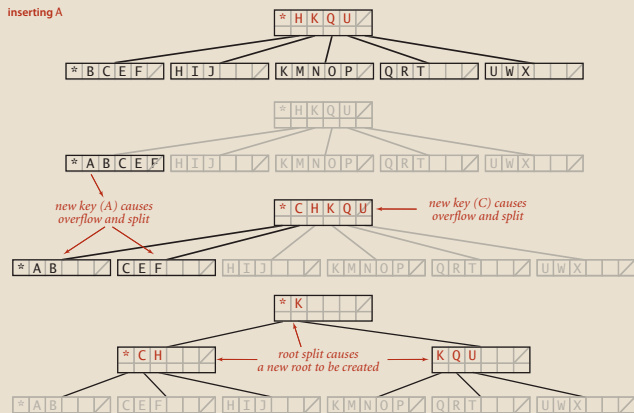 inserting A
* H K Q U
* B C E F
H I J
K M N O P
Q R T
U W X
* H K Q U
* A B C E F
H I J
K M N O P
Q R T
U W X
new key (A) causes
overflow and split
* C H K Q U
new key (C) causes
overflow and split
* A B
C E F
H I J
K M N O P
Q R T
U W X
* K
* C H
root split causes
a new root to be created
K Q U
* A B
C E F
H I J
K M N O P
Q R T
U W X